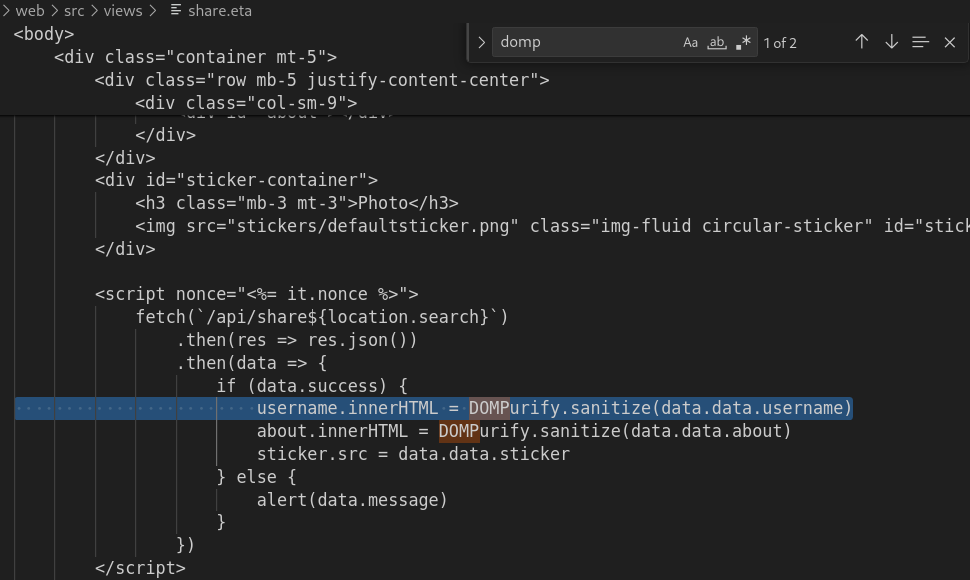 web > src > views > share.eta
domp Aa ab .* 1 of 2
<body>
<div class="container mt-5">
<div class="row mb-5 justify-content-center">
<div class="col-sm-9">
</div>
</div>
<div id="sticker-container">
<h3 class="mb-3 mt-3">Photo</h3>
<img src="stickers/defaultsticker.png" class="img-fluid circular-sticker" id="stick
</div>
<script nonce="<%= it.nonce %>">
fetch(`/api/share${location.search}`)
.then(res => res.json())
.then(data => {
if (data.success) {
username.innerHTML = DOMPurify.sanitize(data.data.username)
about.innerHTML = DOMPurify.sanitize(data.data.about)
sticker.src = data.data.sticker
} else {
alert(data.message)
}
})
</script>